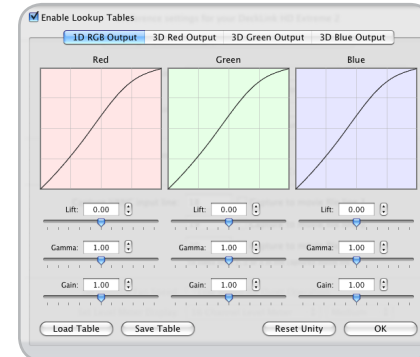 Enable Lookup Tables
1D RGB Output 3D Red Output 3D Green Output 3D Blue Output
Red Green Blue
Lift: 0.00 Lift: 0.00 Lift: 0.00
Gamma: 1.00 Gamma: 1.00 Gamma: 1.00
Gain: 1.00 Gain: 1.00 Gain: 1.00
Load Table Save Table Reset Unity OK